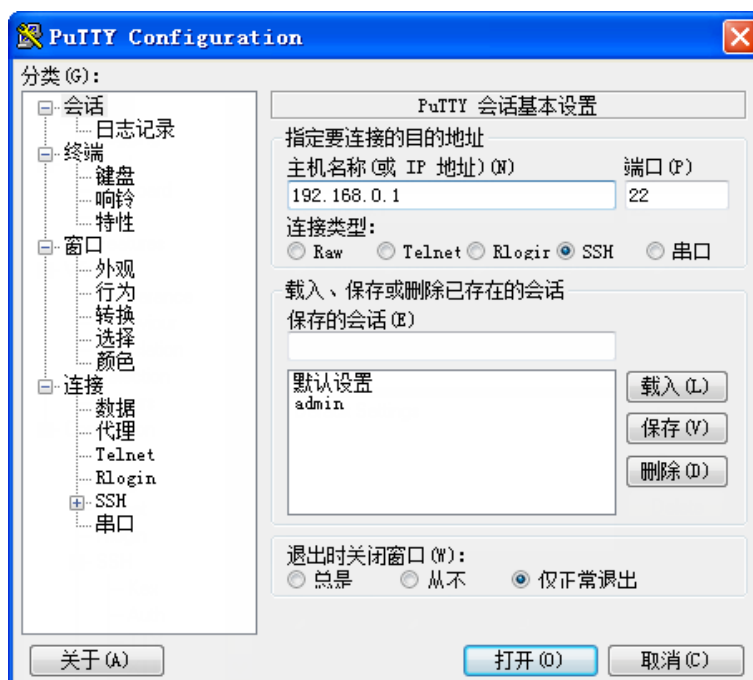 PuTTY Configuration
分类(G):
会话
日志记录
终端
键盘
响铃
特性
窗口
外观
行为
转换
选择
颜色
连接
数据
代理
Telnet
Rlogin
SSH
串口
PuTTY 会话基本设置
指定要连接的目的地址
主机名称(或 IP 地址)(N) 端口(P)
192.168.0.1 22
连接类型:
Raw Telnet Rlogir SSH 串口
载入、保存或删除已存在的会话
保存的会话(E)
默认设置
admin
载入(L)
保存(V)
删除(D)
退出时关闭窗口(W):
总是 从不 仅正常退出
关于(A) 打开(O) 取消(C)